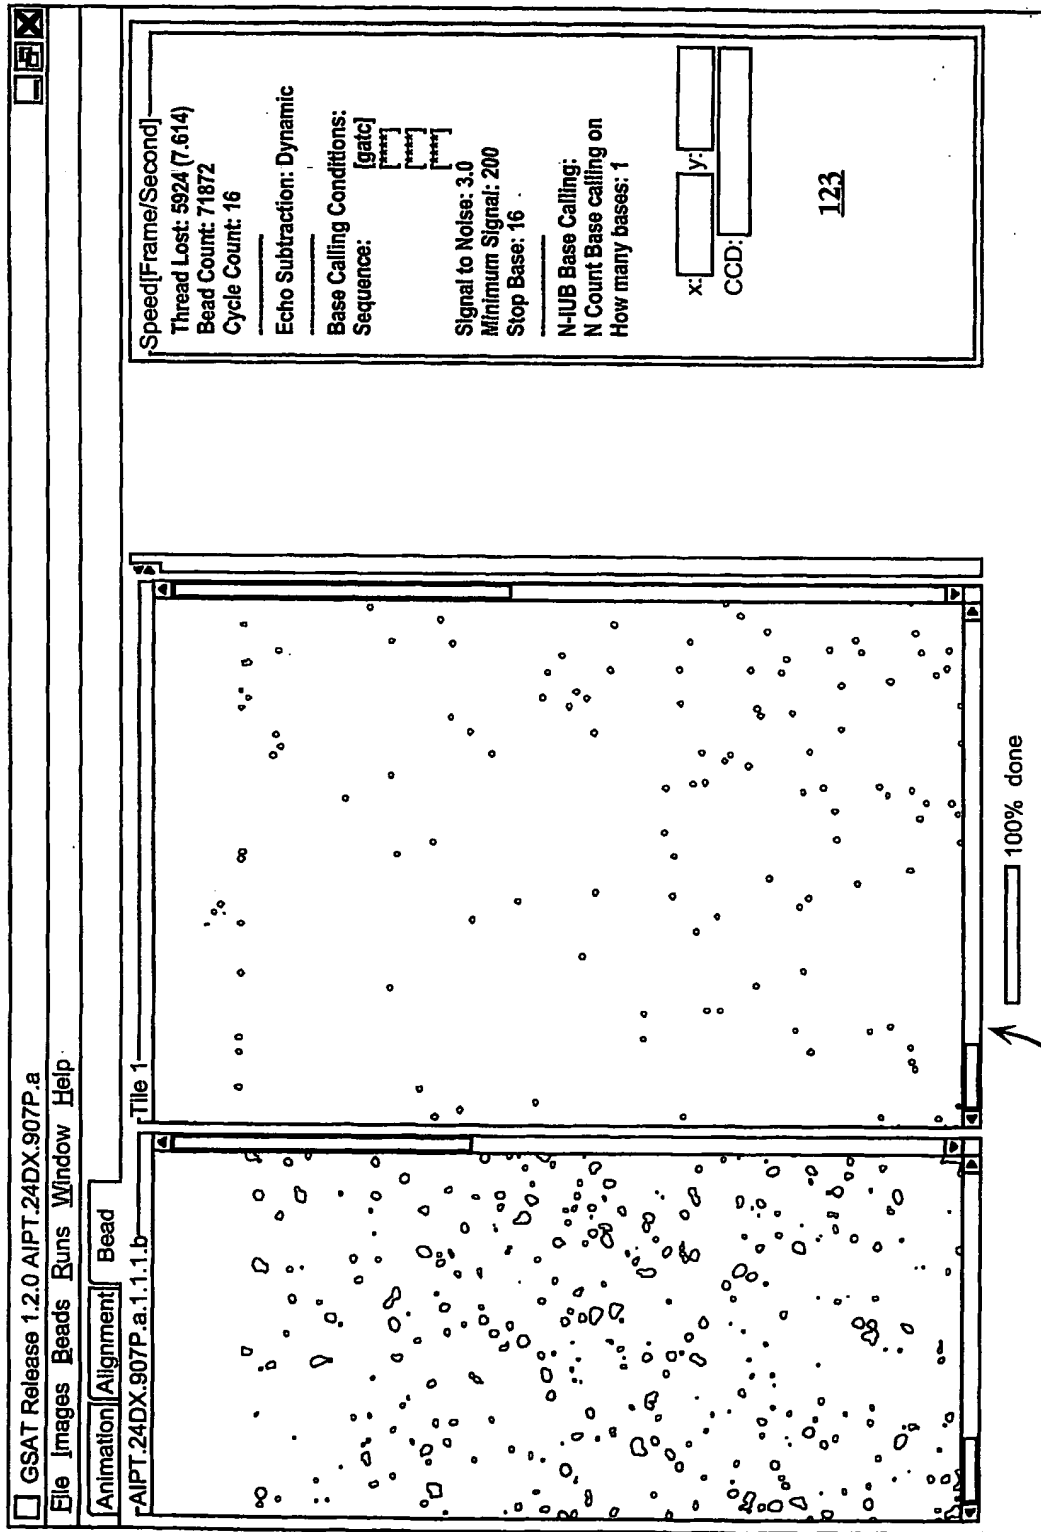 GSAT Release 1.2.0 AIPT.24DX.907P.a
File Images Beads Runs Window Help
Animation Alignment Bead
AIPT.24DX.907P.a.1.1.1.b
Tile 1
Speed[Frame/Second]
Thread Lost: 5924 (7.614)
Bead Count: 71872
Cycle Count: 16
Echo Subtraction: Dynamic
Base Calling Conditions:
Sequence: [gatc]
[****]
[****]
[****]
Signal to Noise: 3.0
Minimum Signal: 200
Stop Base: 16
N-IUB Base Calling:
N Count Base calling on
How many bases: 1
x: y:
CCD:
123
100% done